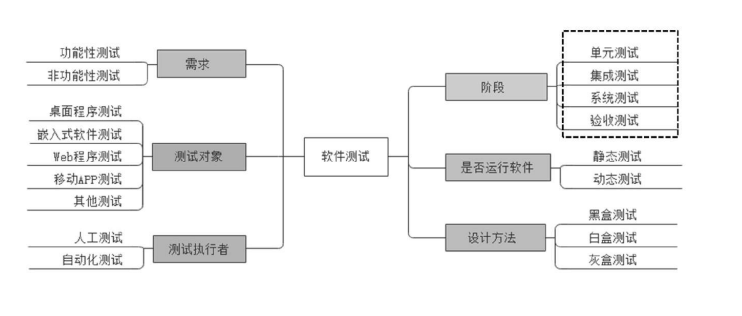 功能性测试
非功能性测试
需求
桌面程序测试
嵌入式软件测试
Web程序测试
移动APP测试
其他测试
测试对象
人工测试
自动化测试
测试执行者
软件测试
阶段
单元测试
集成测试
系统测试
验收测试
是否运行软件
静态测试
动态测试
设计方法
黑盒测试
白盒测试
灰盒测试